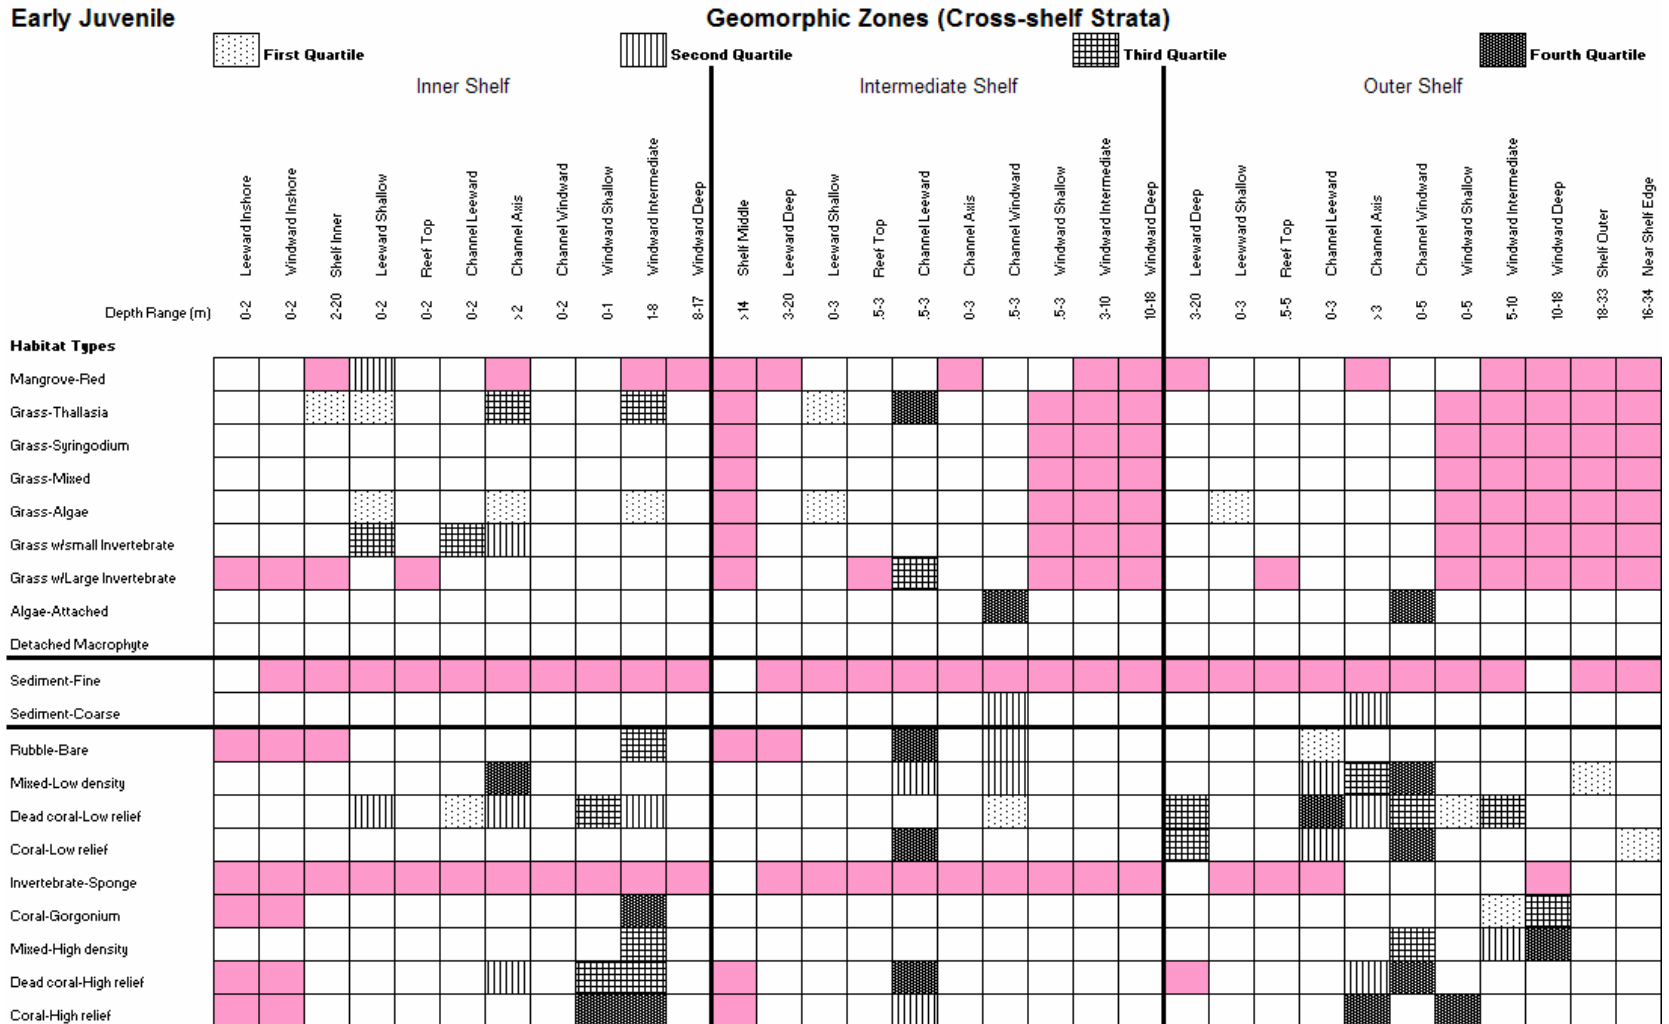 Early Juvenile
Geomorphic Zones (Cross-shelf Strata)
First Quartile
Second Quartile
Third Quartile
Fourth Quartile
Inner Shelf
Intermediate Shelf
Outer Shelf
Leeward Inshore
Windward Inshore
Shelf Inner
Leeward Shallow
Reef Top
Channel Leeward
Channel Axis
Channel Windward
Windward Shallow
Windward Intermediate
Windward Deep
Shelf Middle
Leeward Deep
Leeward Shallow
Reef Top
Channel Leeward
Channel Axis
Channel Windward
Windward Shallow
Windward Intermediate
Windward Deep
Leeward Deep
Leewward Shallow
Reef Top
Channel Leeward
Channel Axis
Channel Windward
Windward Shallow
Windward Intermediate
Windward Deep
Shelf Outer
Near Shelf Edge
Depth Range (m)
0-2
0-2
2-20
0-2
0-2
0-2
>2
0-2
0-1
1-8
8-17
>14
3-20
0-3
.5-3
.5-3
0-3
.5-3
.5-3
3-10
10-18
3-20
0-3
.5-5
0-3
>3
0-5
0-5
5-10
10-18
18-33
16-34
Habitat Types
Mangrove-Red
Grass-Thallasia
Grass-Syringodium
Grass-Mixed
Grass-Algae
Grass w/small Invertebrate
Grass w/Large Invertebrate
Algae-Attached
Detached Macrophyte
Sediment-Fine
Sediment-Coarse
Rubble-Bare
Mixed-Low density
Dead coral-Low relief
Coral-Low relief
Invertebrate-Sponge
Coral-Gorgonium
Mixed-High density
Dead coral-High relief
Coral-High relief